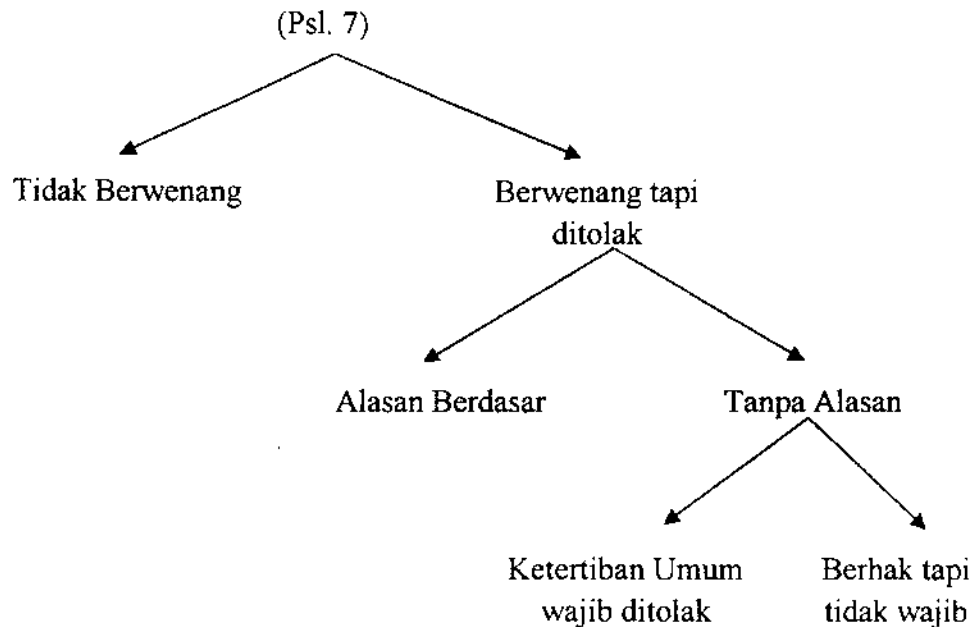 (Psl. 7)
Tidak Berwenang
Berwenang tapi
ditolak
Alasan Berdasar
Tanpa Alasan
Ketertiban Umum
wajib ditolak
Berhak tapi
tidak wajib